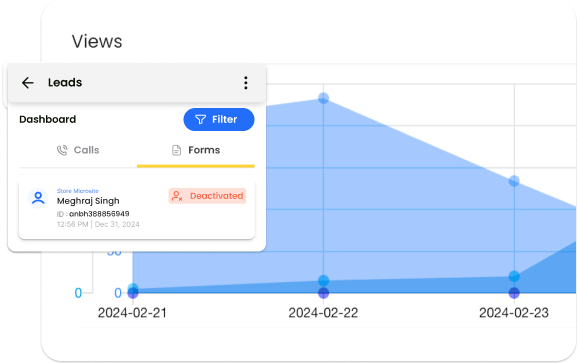 Views
Leads
Dashboard
Filter
Calls
Forms
Store Microsite
Meghraj Singh
Deactivated
ID : anbh388856949
12:56 PM | Dec 31, 2024
0
0
2024-02-21
2024-02-22
2024-02-23